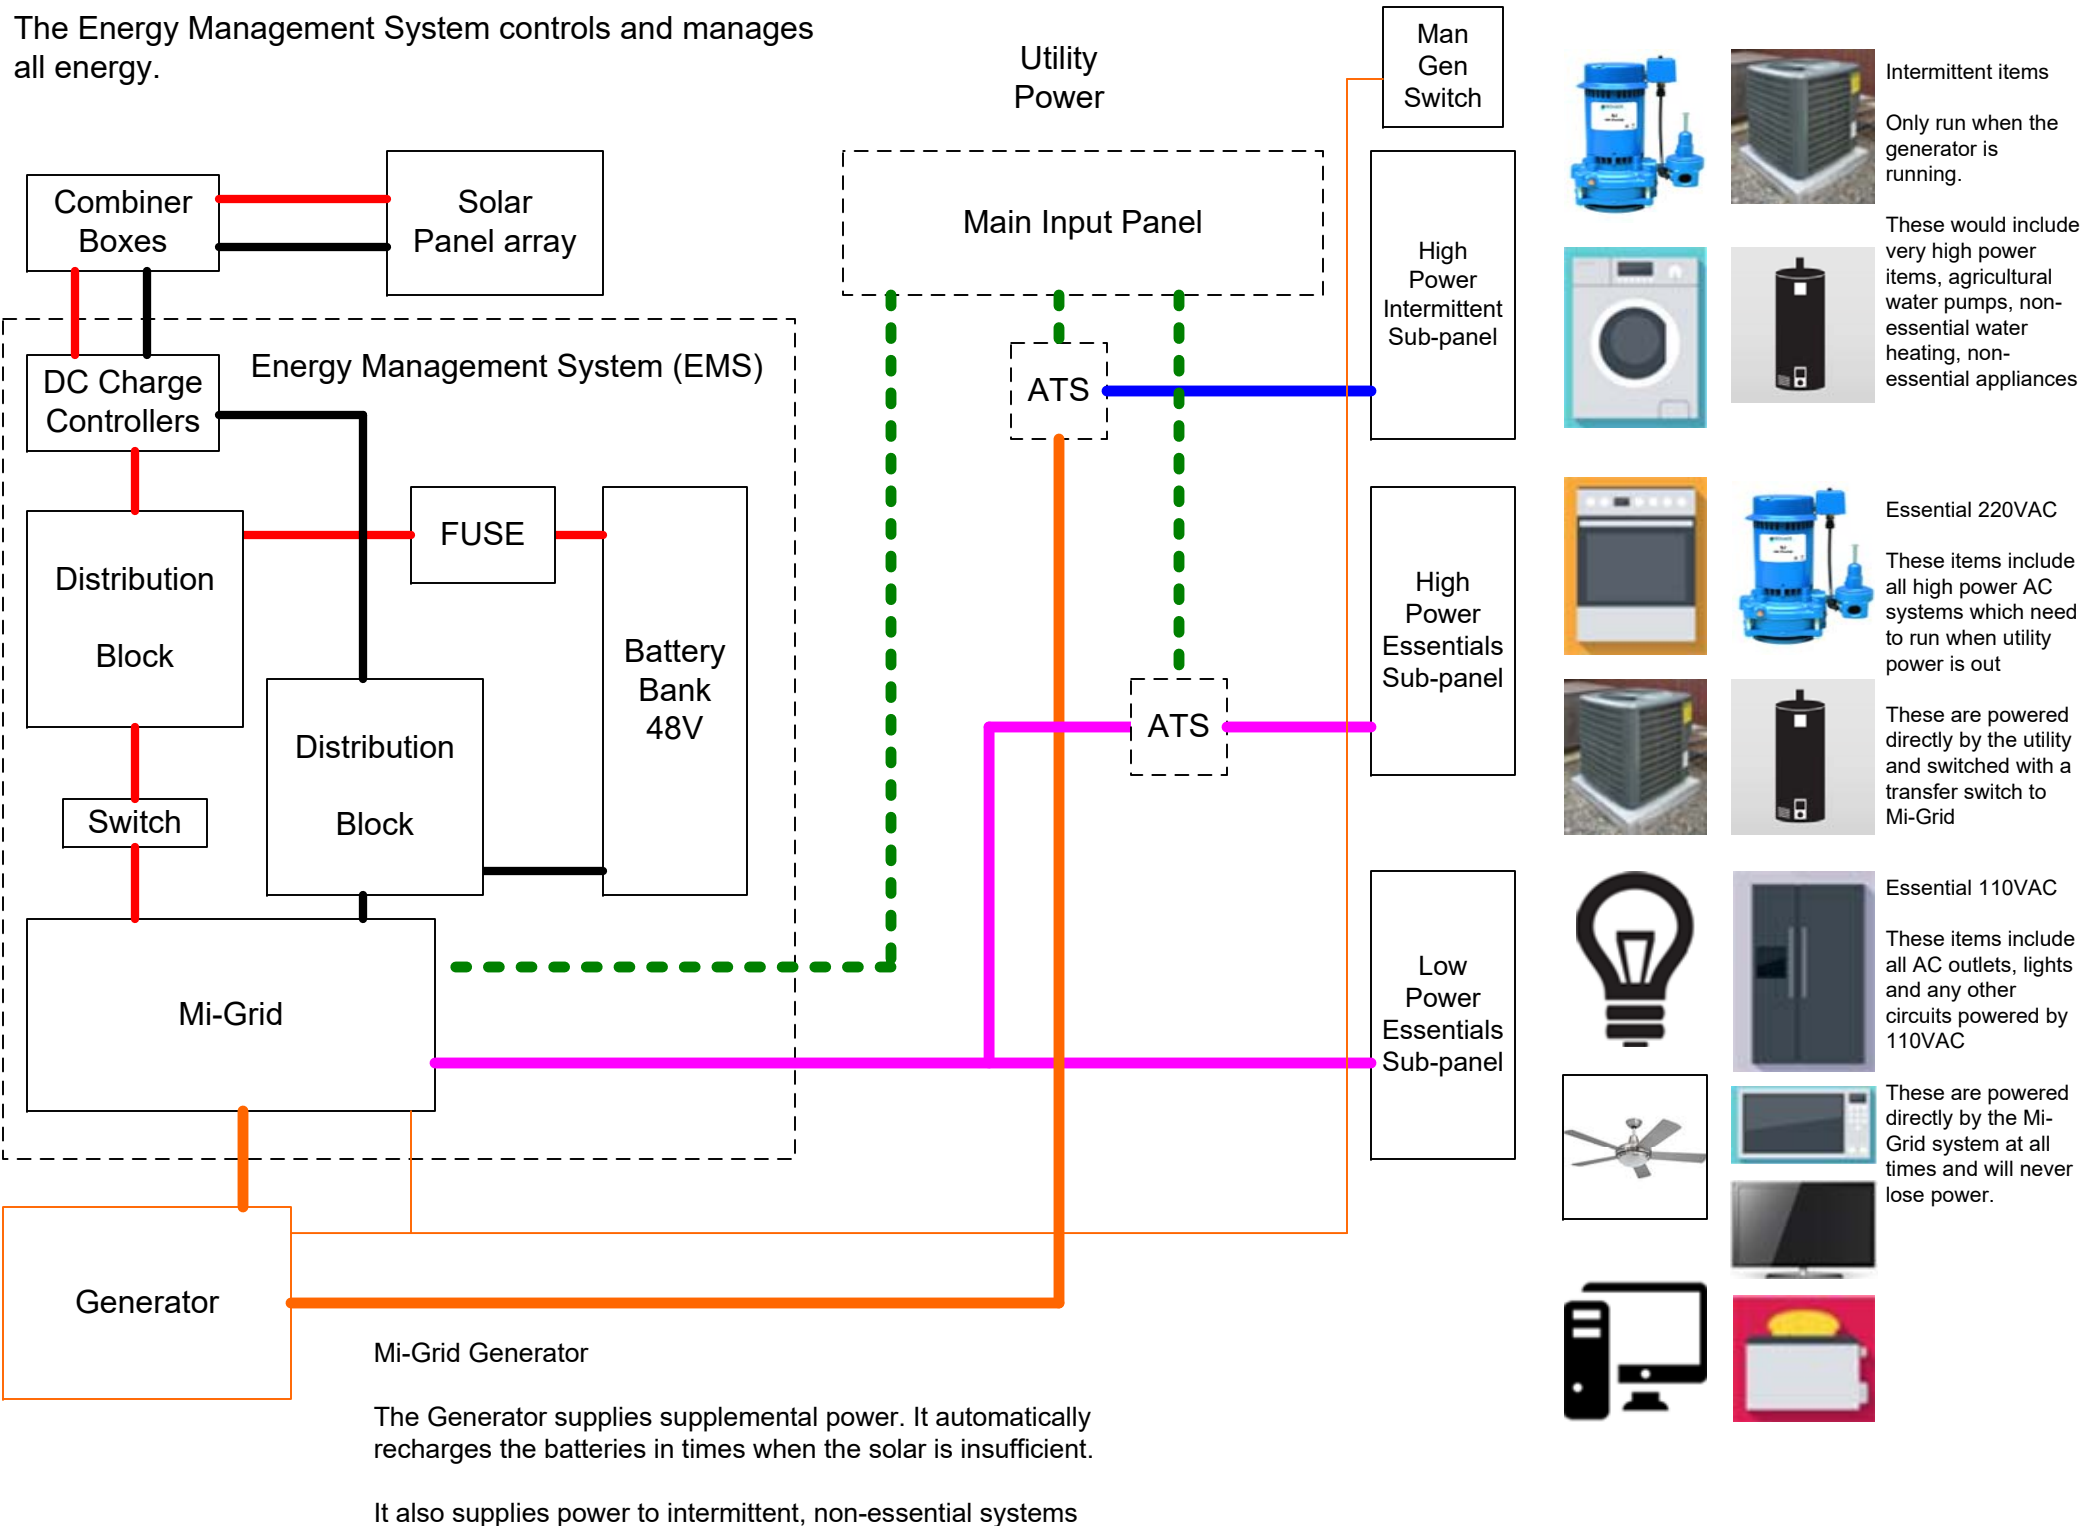 The Energy Management System controls and manages
all energy.
Utility
Power
Man
Gen
Switch
Combiner
Boxes
Solar
Panel array
Main Input Panel
High
Power
Intermittent
Sub-panel
Intermittent items
Only run when the
generator is
running.
These would include
very high power
items, agricultural
water pumps, non-
essential water
heating, non-
essential appliances
Energy Management System (EMS)
DC Charge
Controllers
ATS
FUSE
Distribution
Block
Battery
Bank
48V
High
Power
Essentials
Sub-panel
Essential 220VAC
These items include
all high power AC
systems which need
to run when utility
power is out
These are powered
directly by the utility
and switched with a
transfer switch to
Mi-Grid
ATS
Distribution
Block
Switch
Mi-Grid
Low
Power
Essentials
Sub-panel
Essential 110VAC
These items include
all AC outlets, lights
and any other
circuits powered by
110VAC
These are powered
directly by the Mi-
Grid system at all
times and will never
lose power.
Generator
Mi-Grid Generator
The Generator supplies supplemental power. It automatically
recharges the batteries in times when the solar is insufficient.
It also supplies power to intermittent, non-essential systems